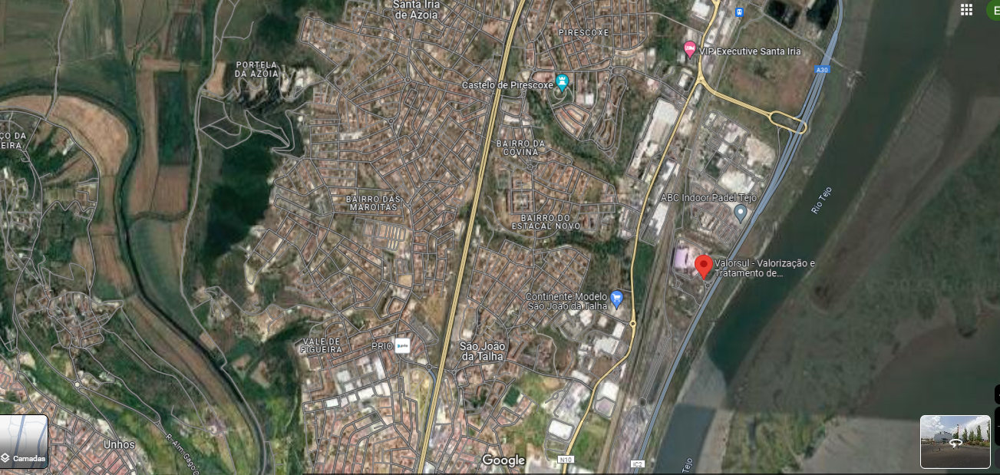 Santa Iria
de Azoia
PIRESCOXE
VIP Executive Santa Iria
PORTELA
DA AZÓIA
A30
Castelo de Pirescoxe
ÇO DA
EIRA
BAIRRO DA
COVINA
Rio Tejo
ABC Indoor Padel Tejo
BAIRRO DAS
MAROITAS
BAIRRO DO
ESTACAL NOVO
Valorsul - Valorização e
Tratamento de...
Continente Modelo
São João da Talha
VALE DE
FIGUEIRA
PRIO
prio
São João
da Talha
Unhos
R. Alm. Gago C
Camadas
Google
N10
IC2
Tejo
E